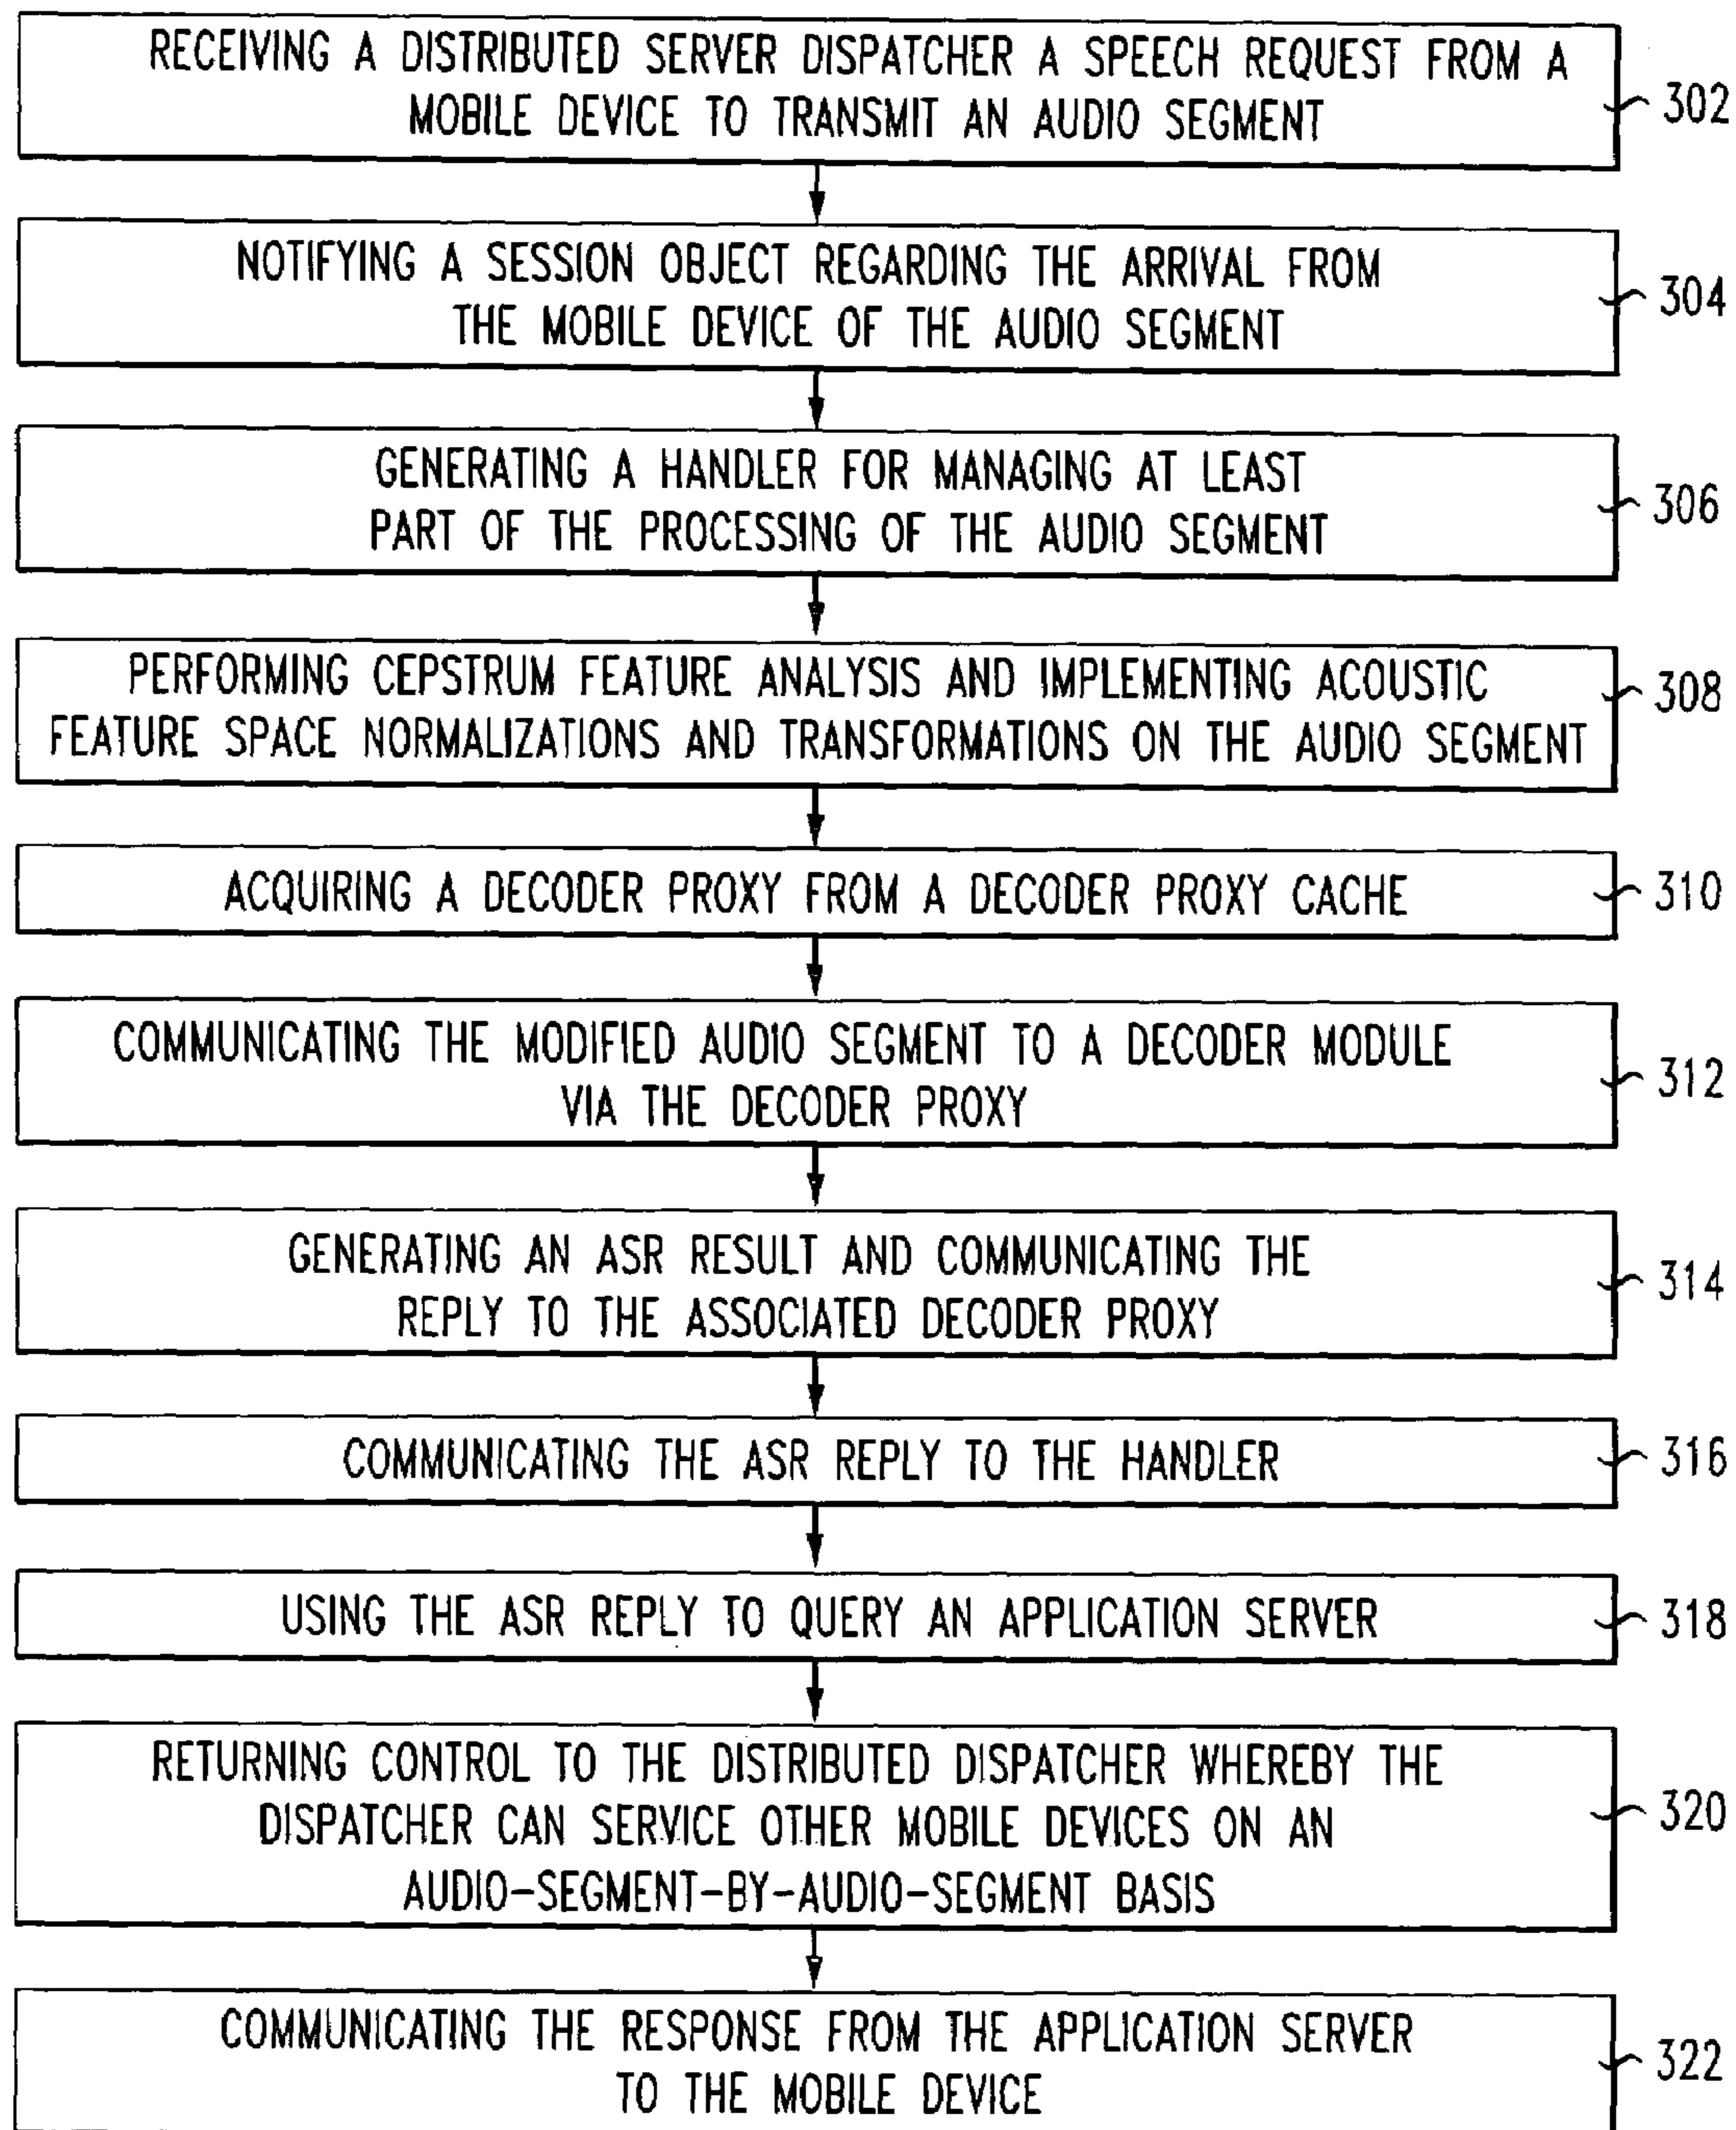 RECEIVING A DISTRIBUTED SERVER DISPATCHER A SPEECH REQUEST FROM A
MOBILE DEVICE TO TRANSMIT AN AUDIO SEGMENT
302
NOTIFYING A SESSION OBJECT REGARDING THE ARRIVAL FROM
THE MOBILE DEVICE OF THE AUDIO SEGMENT
304
GENERATING A HANDLER FOR MANAGING AT LEAST
PART OF THE PROCESSING OF THE AUDIO SEGMENT
306
PERFORMING CEPSTRUM FEATURE ANALYSIS AND IMPLEMENTING ACOUSTIC
FEATURE SPACE NORMALIZATIONS AND TRANSFORMATIONS ON THE AUDIO SEGMENT
308
ACQUIRING A DECODER PROXY FROM A DECODER PROXY CACHE
310
COMMUNICATING THE MODIFIED AUDIO SEGMENT TO A DECODER MODULE
VIA THE DECODER PROXY
312
GENERATING AN ASR RESULT AND COMMUNICATING THE
REPLY TO THE ASSOCIATED DECODER PROXY
314
COMMUNICATING THE ASR REPLY TO THE HANDLER
316
USING THE ASR REPLY TO QUERY AN APPLICATION SERVER
318
RETURNING CONTROL TO THE DISTRIBUTED DISPATCHER WHEREBY THE
DISPATCHER CAN SERVICE OTHER MOBILE DEVICES ON AN
AUDIO-SEGMENT-BY-AUDIO-SEGMENT BASIS
320
COMMUNICATING THE RESPONSE FROM THE APPLICATION SERVER
TO THE MOBILE DEVICE
322